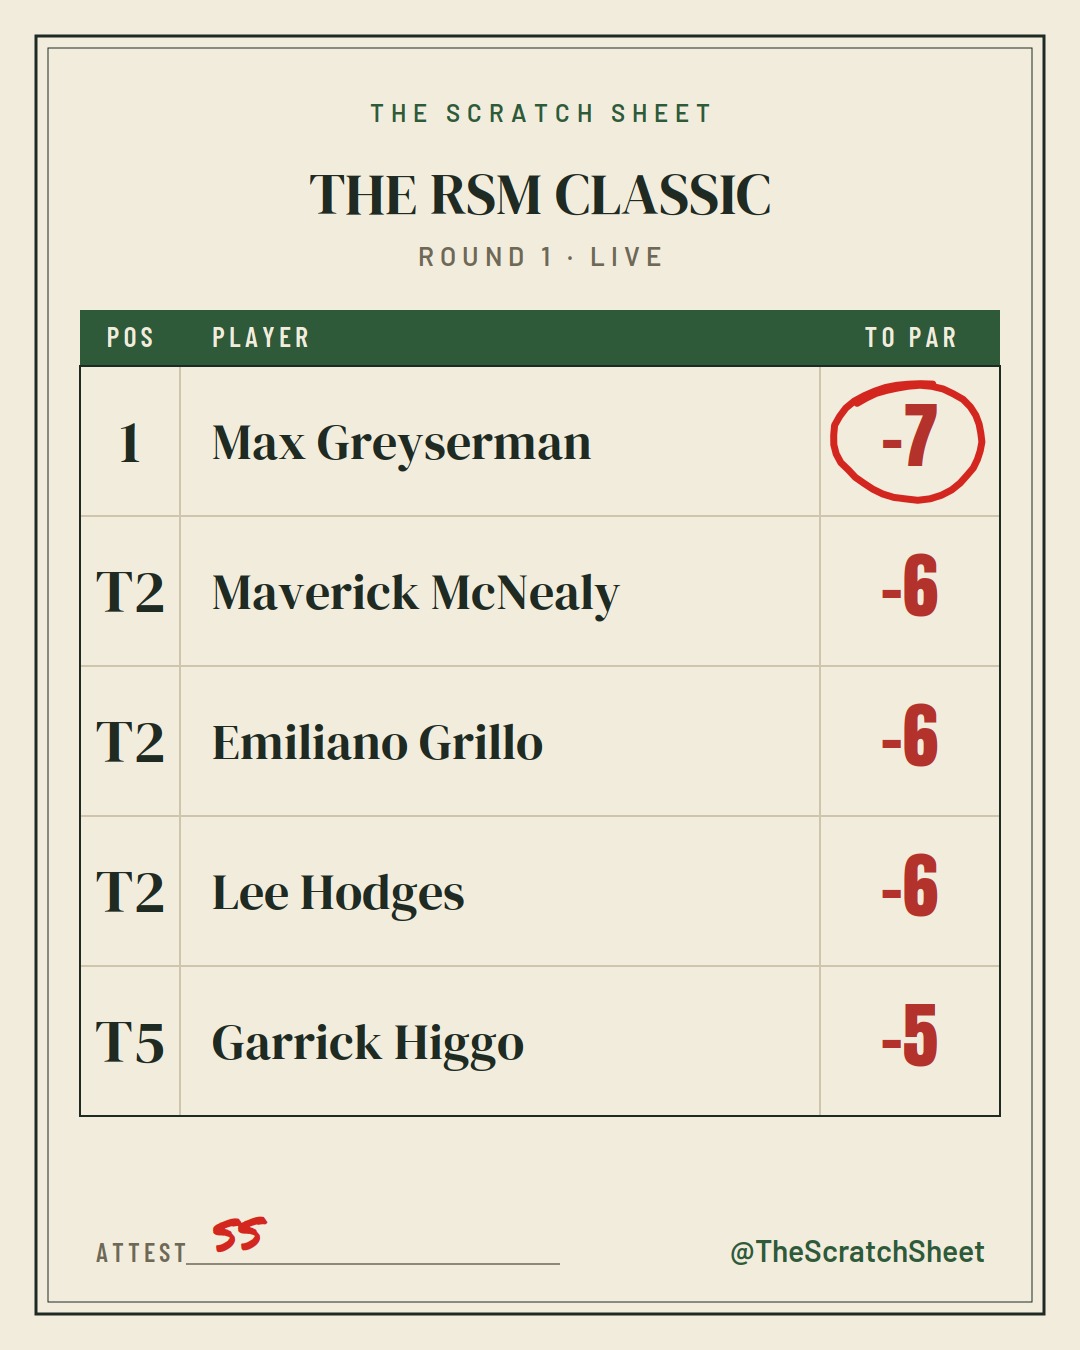 THE SCRATCH SHEET
THE RSM CLASSIC
ROUND 1 · LIVE
POS PLAYER TO PAR
1 Max Greyserman -7
T2 Maverick McNealy -6
T2 Emiliano Grillo -6
T2 Lee Hodges -6
T5 Garrick Higgo -5
ATTEST SS @TheScratchSheet